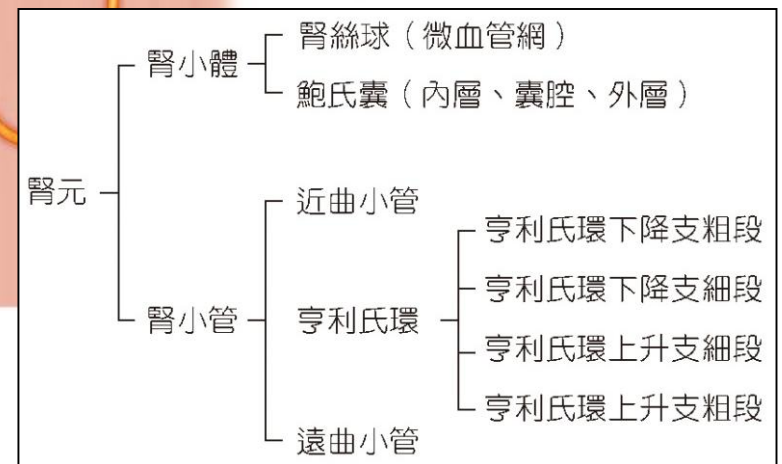 腎元
腎小體
腎絲球（微血管網）
鮑氏囊（內層、囊腔、外層）
腎小管
近曲小管
亨利氏環
亨利氏環下降支粗段
亨利氏環下降支細段
亨利氏環上升支細段
亨利氏環上升支粗段
遠曲小管